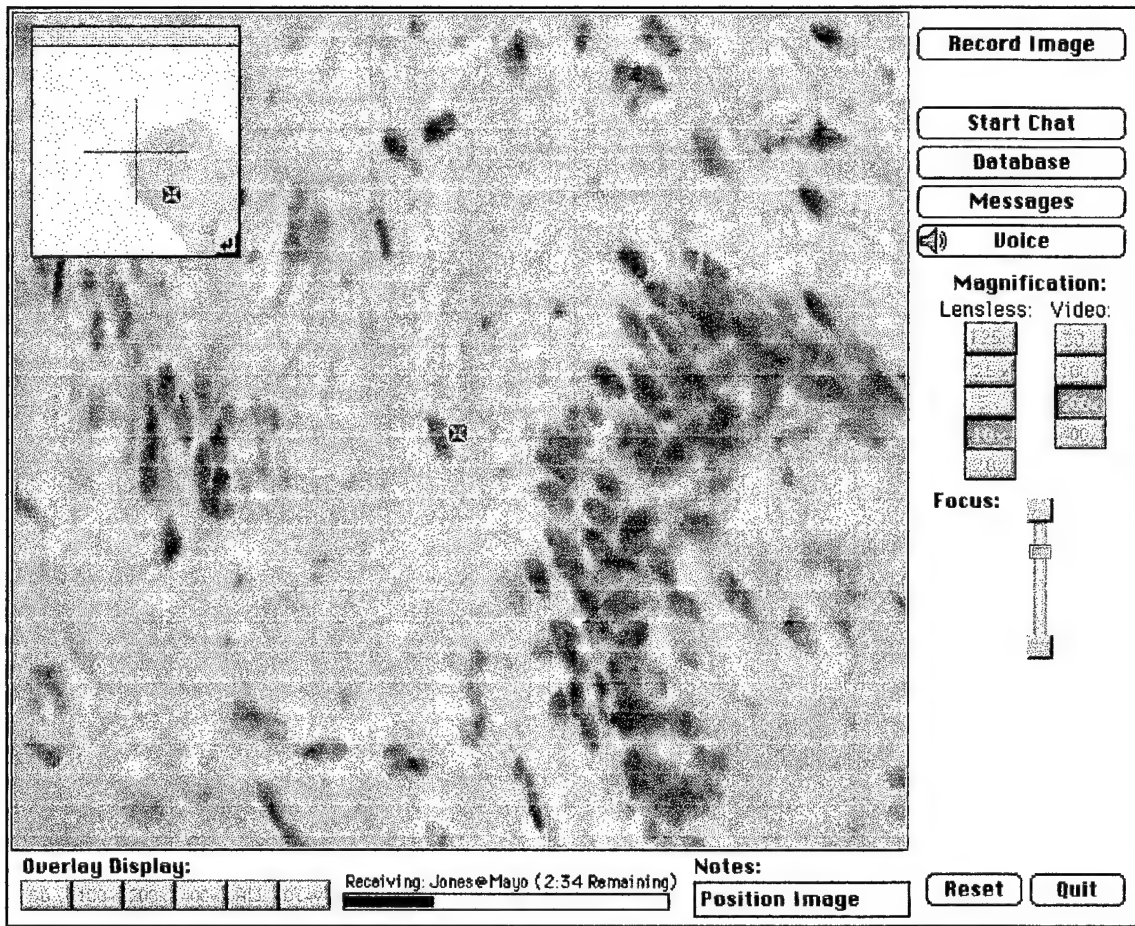 Record Image
Start Chat
Database
Messages
Voice
Magnification:
Lensless: Video:
Focus:
Overlay Display:
Receiving: Jones@Mayo (2:34 Remaining)
Notes:
Position Image
Reset
Quit